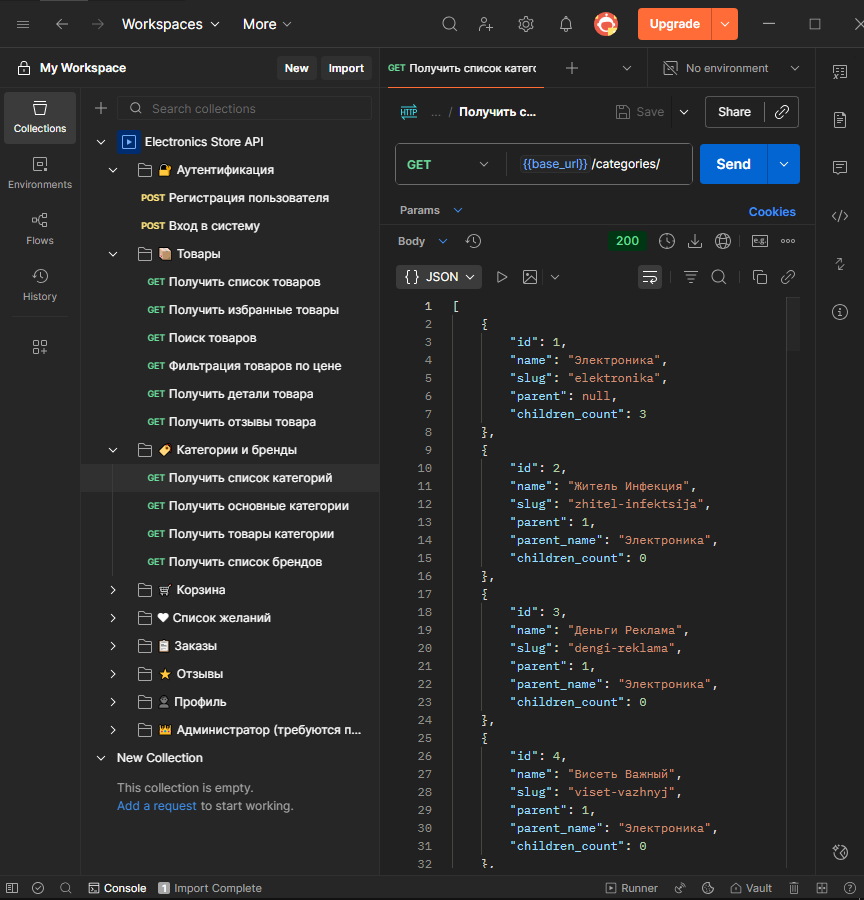 Workspaces More Upgrade
My Workspace New Import
GET Получить список катего No environment
Collections
Environments
Flows
History
Search collections
Electronics Store API
Аутентификация
POST Регистрация пользователя
POST Вход в систему
Товары
GET Получить список товаров
GET Получить избранные товары
GET Поиск товаров
GET Фильтрация товаров по цене
GET Получить детали товара
GET Получить отзывы товара
Категории и бренды
GET Получить список категорий
GET Получить основные категории
GET Получить товары категории
GET Получить список брендов
Корзина
Список желаний
Заказы
Отзывы
Профиль
Администратор (требуются п...
New Collection
This collection is empty.
Add a request to start working.
HTTP ... / Получить с... Save Share
GET {{base_url}} /categories/ Send
Params Cookies
Body 200 e.g.
{} JSON
1 [
2 {
3 "id": 1,
4 "name": "Электроника",
5 "slug": "elektronika",
6 "parent": null,
7 "children_count": 3
8 },
9 {
10 "id": 2,
11 "name": "Житель Инфекция",
12 "slug": "zhitel-infektsija",
13 "parent": 1,
14 "parent_name": "Электроника",
15 "children_count": 0
16 },
17 {
18 "id": 3,
19 "name": "Деньги Реклама",
20 "slug": "dengi-reklama",
21 "parent": 1,
22 "parent_name": "Электроника",
23 "children_count": 0
24 },
25 {
26 "id": 4,
27 "name": "Висеть Важный",
28 "slug": "viset-vazhnyj",
29 "parent": 1,
30 "parent_name": "Электроника",
31 "children_count": 0
32 },
Console 1 Import Complete Runner Vault